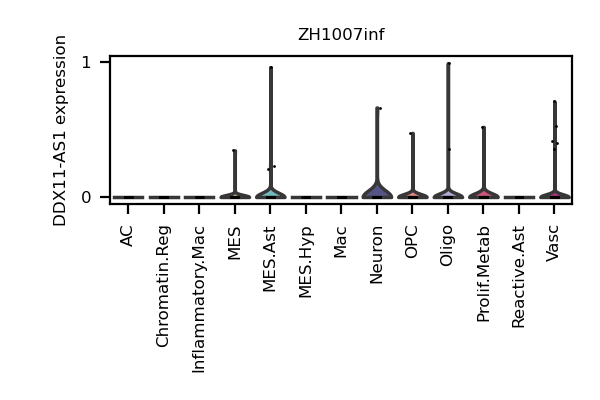 ZH1007inf
DDX11-AS1 expression
1
0
AC
Chromatin.Reg
Inflammatory.Mac
MES
MES.Ast
MES.Hyp
Mac
Neuron
OPC
Oligo
Prolif.Metab
Reactive.Ast
Vasc